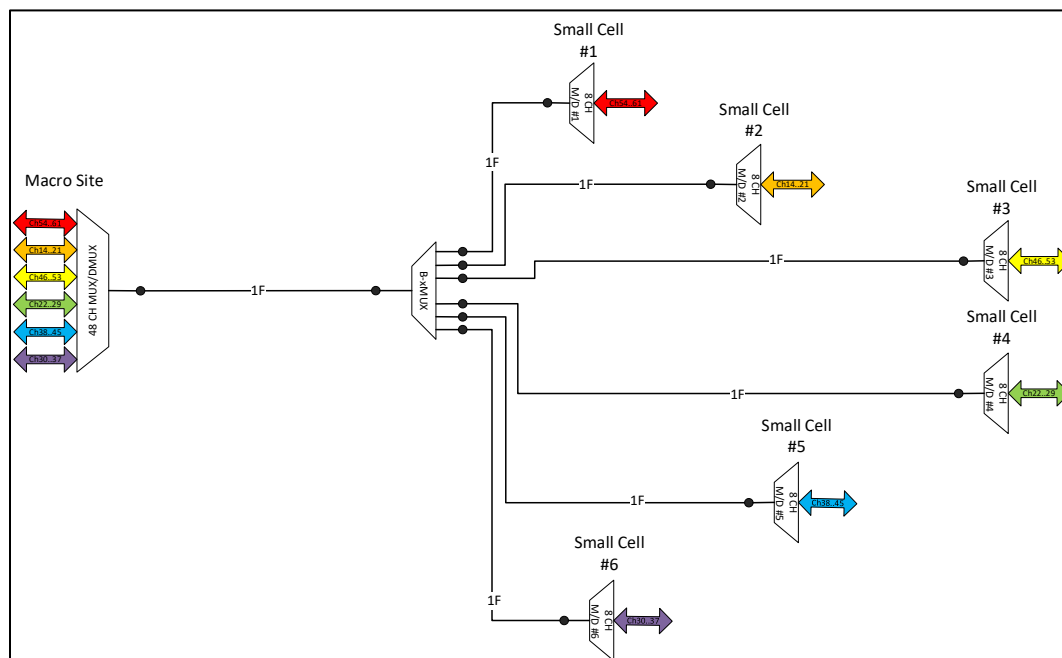 Small Cell
#1
8 CH
M/D #1
Ch54..61
1F
Small Cell
#2
8 CH
M/D #2
Ch14..21
1F
Small Cell
#3
8 CH
M/D #3
Ch46..53
1F
Macro Site
Ch54..61
Ch14..21
Ch46..53
Ch22..29
Ch38..45
Ch30..37
48 CH MUX/DMUX
1F
B-xMUX
Small Cell
#4
8 CH
M/D #4
Ch22..29
1F
Small Cell
#5
8 CH
M/D #5
Ch38..45
1F
Small Cell
#6
8 CH
M/D #6
Ch30..37
1F